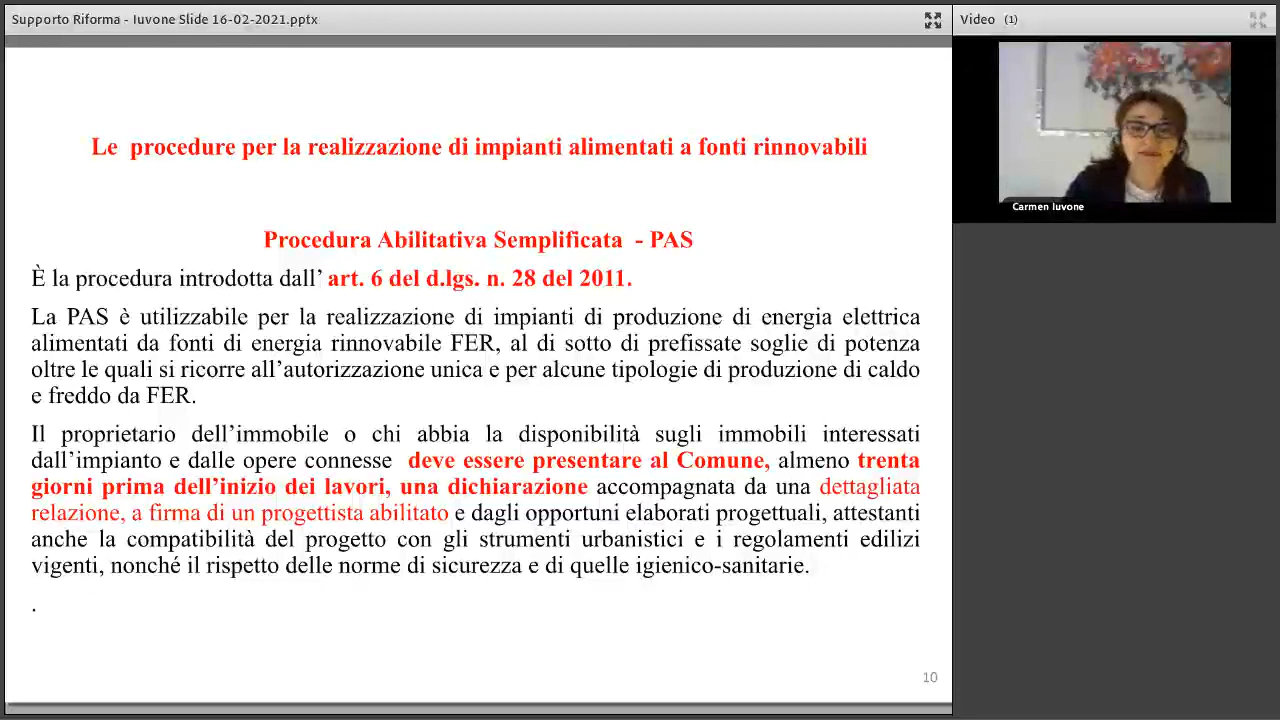 Supporto Riforma - Iuvone Slide 16-02-2021.pptx
Video (1)
Carmen Iuvone
Le procedure per la realizzazione di impianti alimentati a fonti rinnovabili
Procedura Abilitativa Semplificata - PAS
È la procedura introdotta dall’ art. 6 del d.lgs. n. 28 del 2011.
La PAS è utilizzabile per la realizzazione di impianti di produzione di energia elettrica
alimentati da fonti di energia rinnovabile FER, al di sotto di prefissate soglie di potenza
oltre le quali si ricorre all’autorizzazione unica e per alcune tipologie di produzione di caldo
e freddo da FER.
Il proprietario dell’immobile o chi abbia la disponibilità sugli immobili interessati
dall’impianto e dalle opere connesse deve essere presentare al Comune, almeno trenta
giorni prima dell’inizio dei lavori, una dichiarazione accompagnata da una dettagliata
relazione, a firma di un progettista abilitato e dagli opportuni elaborati progettuali, attestanti
anche la compatibilità del progetto con gli strumenti urbanistici e i regolamenti edilizi
vigenti, nonché il rispetto delle norme di sicurezza e di quelle igienico-sanitarie.
.
10